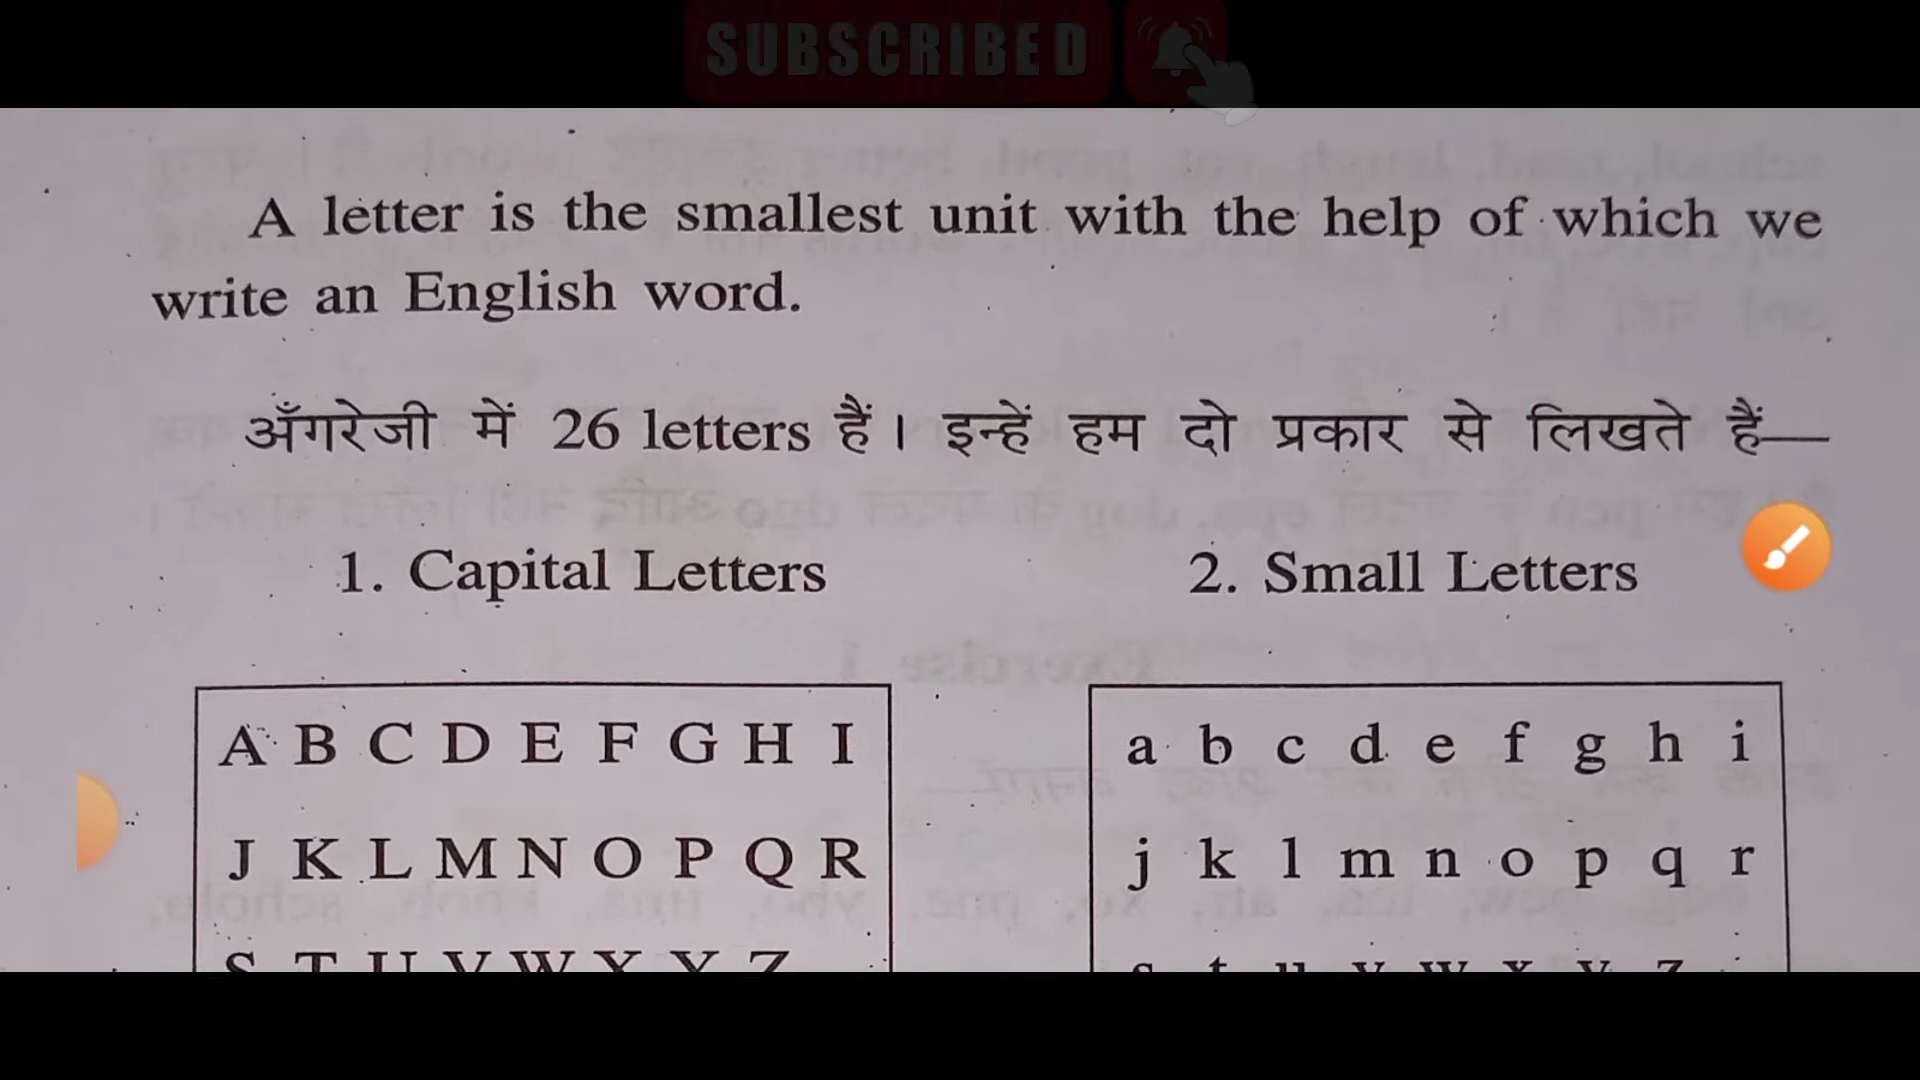 SUBSCRIBED
A letter is the smallest unit with the help of which we
write an English word.
अँगरेजी में 26 letters हैं। इन्हें हम दो प्रकार से लिखते हैं—
1. Capital Letters
2. Small Letters
A B C D E F G H I
J K L M N O P Q R
S T U V W X Y Z
a b c d e f g h i
j k l m n o p q r
s t u v w x y z